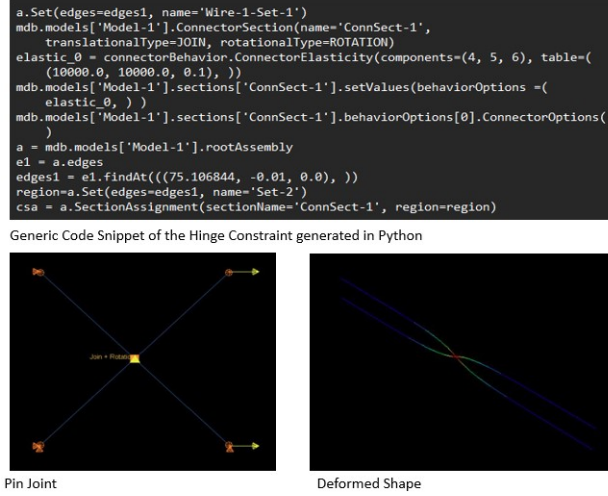 a.Set(edges=edges1, name='Wire-1-Set-1')
mdb.models['Model-1'].ConnectorSection(name='ConnSect-1',
    translationalType=JOIN, rotationalType=ROTATION)
elastic_0 = connectorBehavior.ConnectorElasticity(components=(4, 5, 6), table=(
    (10000.0, 10000.0, 0.1), ))
mdb.models['Model-1'].sections['ConnSect-1'].setValues(behaviorOptions =(
    elastic_0, ) )
mdb.models['Model-1'].sections['ConnSect-1'].behaviorOptions[0].ConnectorOptions(
    )
a = mdb.models['Model-1'].rootAssembly
e1 = a.edges
edges1 = e1.findAt(((75.106844, -0.01, 0.0), ))
region=a.Set(edges=edges1, name='Set-2')
csa = a.SectionAssignment(sectionName='ConnSect-1', region=region)
Generic Code Snippet of the Hinge Constraint generated in Python
Join + Rotatio
Pin Joint
Deformed Shape